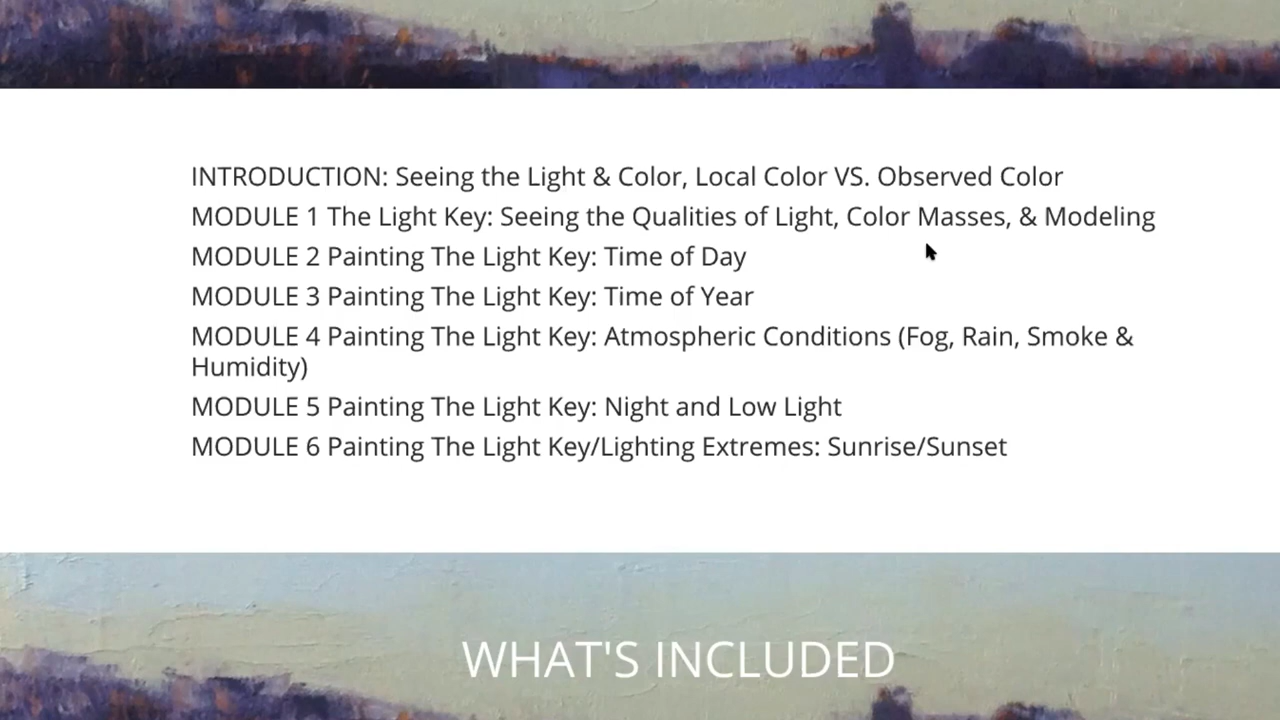 INTRODUCTION: Seeing the Light & Color, Local Color VS. Observed Color
MODULE 1 The Light Key: Seeing the Qualities of Light, Color Masses, & Modeling
MODULE 2 Painting The Light Key: Time of Day
MODULE 3 Painting The Light Key: Time of Year
MODULE 4 Painting The Light Key: Atmospheric Conditions (Fog, Rain, Smoke &
Humidity)
MODULE 5 Painting The Light Key: Night and Low Light
MODULE 6 Painting The Light Key/Lighting Extremes: Sunrise/Sunset
WHAT'S INCLUDED